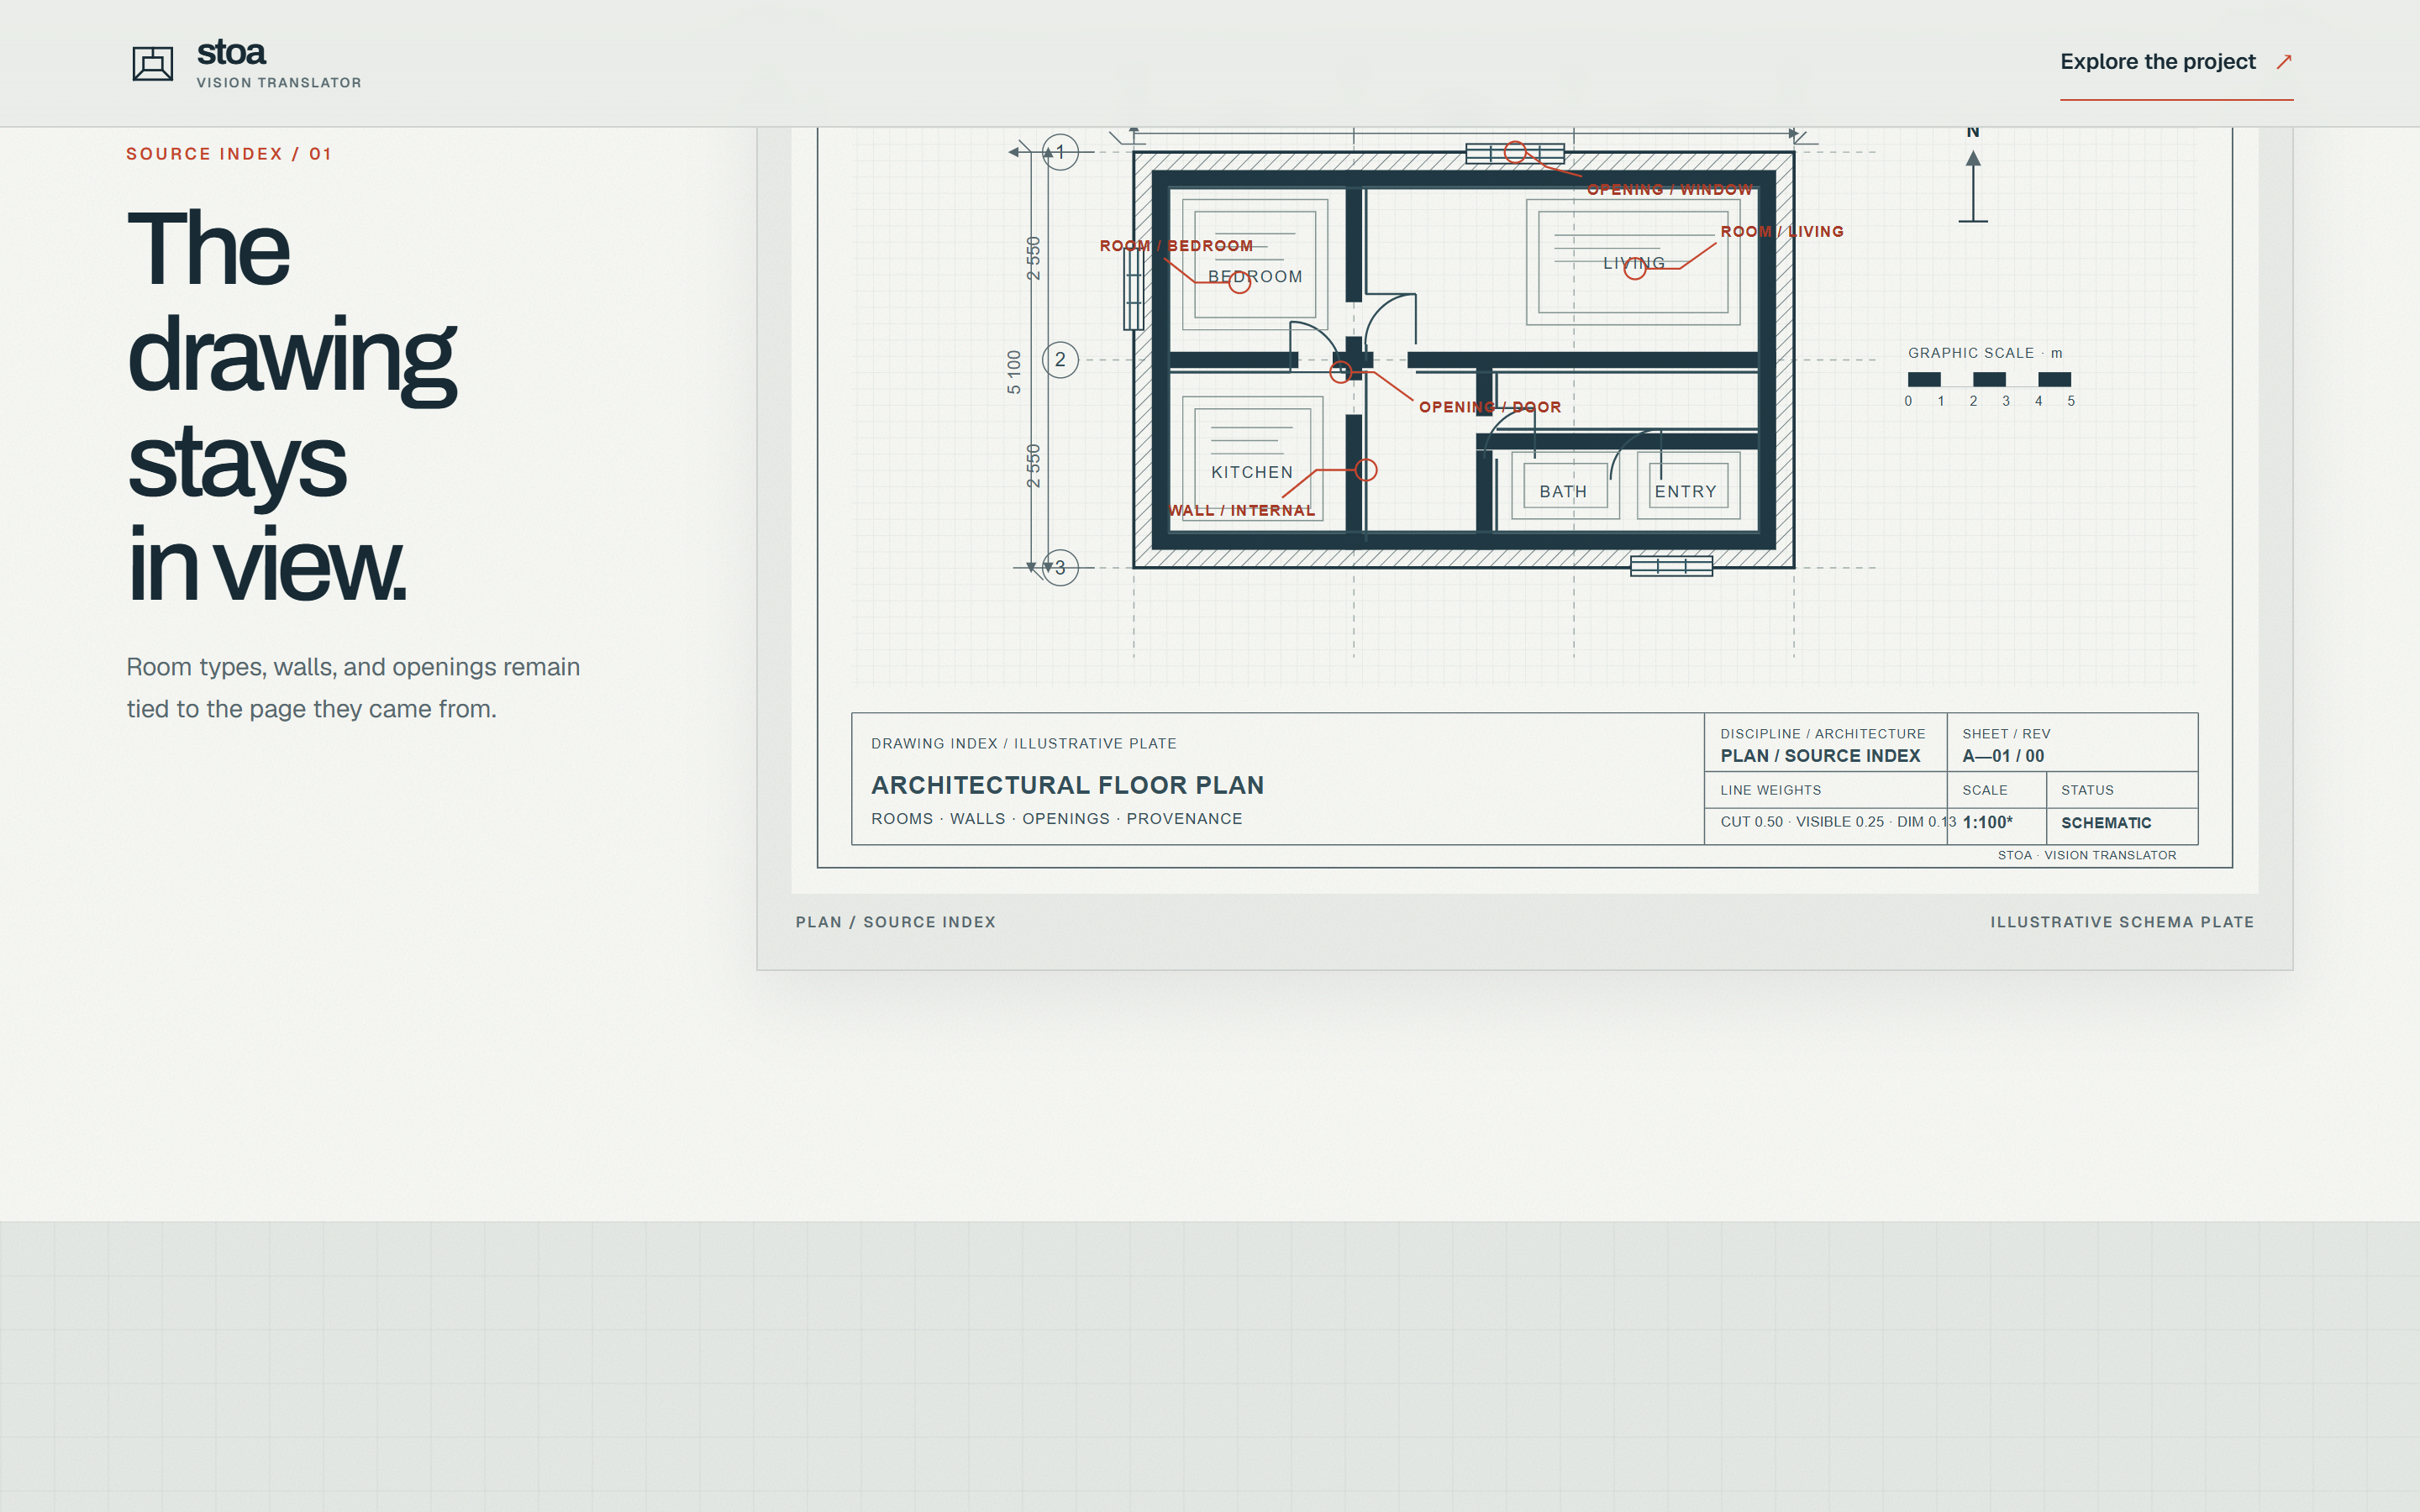 stoa
VISION TRANSLATOR
Explore the project ↗
SOURCE INDEX / 01
The
drawing
stays
in view.
Room types, walls, and openings remain
tied to the page they came from.
N
1
OPENING / WINDOW
ROOM / LIVING
ROOM / BEDROOM
2 550
LIVING
BEDROOM
GRAPHIC SCALE · m
2
5 100
0 1 2 3 4 5
OPENING / DOOR
2 550
KITCHEN
BATH
ENTRY
WALL / INTERNAL
3
DRAWING INDEX / ILLUSTRATIVE PLATE
ARCHITECTURAL FLOOR PLAN
ROOMS · WALLS · OPENINGS · PROVENANCE
DISCIPLINE / ARCHITECTURE
PLAN / SOURCE INDEX
SHEET / REV
A—01 / 00
LINE WEIGHTS
CUT 0.50 · VISIBLE 0.25 · DIM 0.13
SCALE
1:100*
STATUS
SCHEMATIC
STOA · VISION TRANSLATOR
PLAN / SOURCE INDEX
ILLUSTRATIVE SCHEMA PLATE